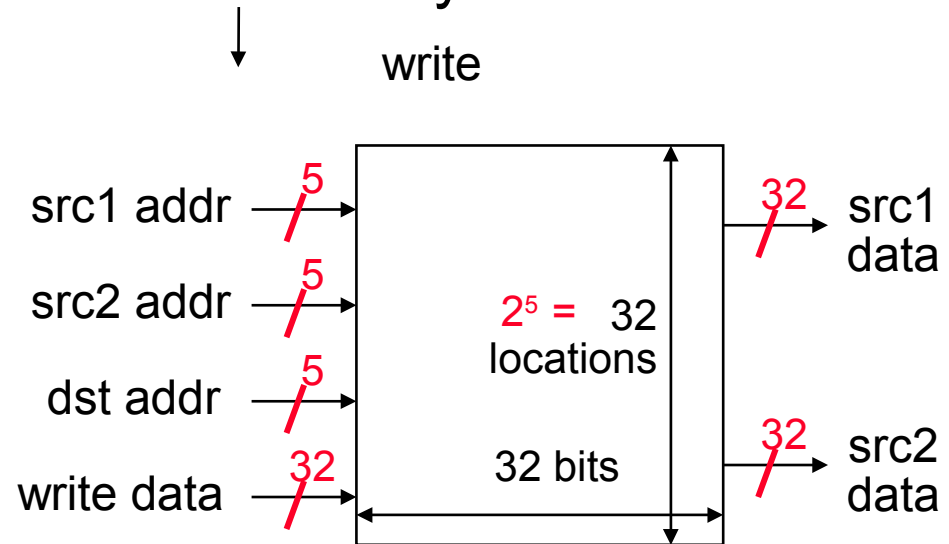 write
src1 addr
5
src2 addr
5
dst addr
5
write data
32
2⁵ = 32
locations
32 bits
32
src1
data
32
src2
data